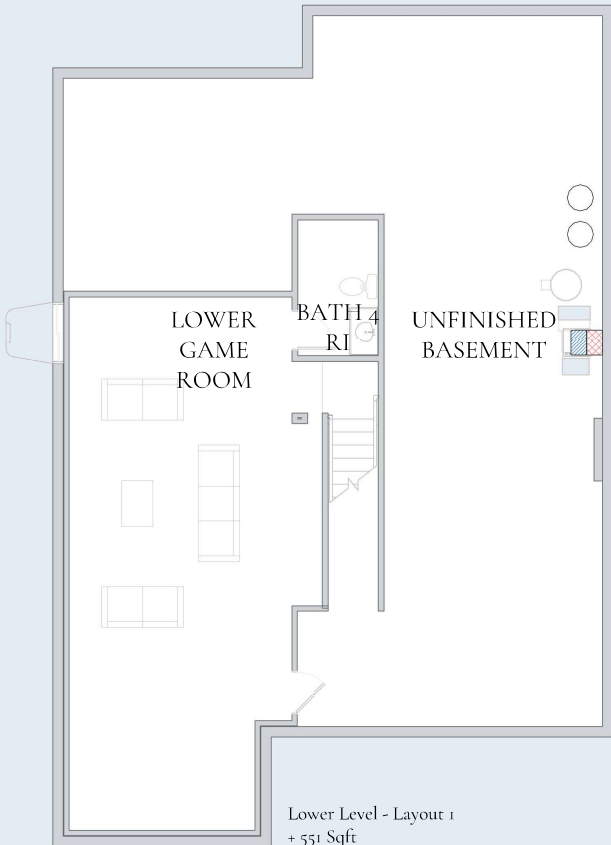 LOWER
GAME
ROOM
BATH 4
RI
UNFINISHED
BASEMENT
Lower Level - Layout 1
+ 551 Sqft